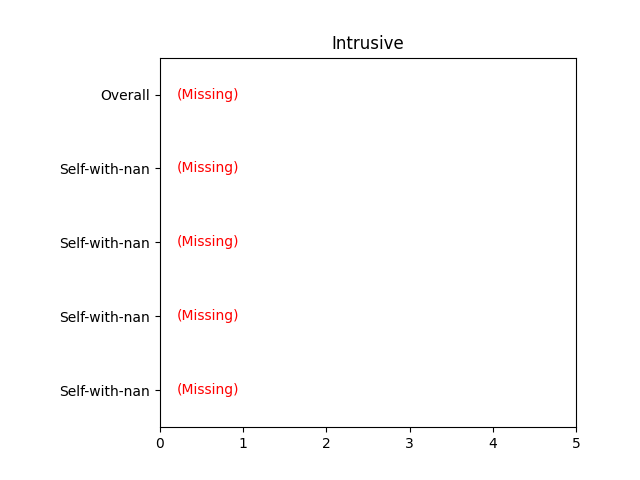 Intrusive
Overall (Missing)
Self-with-nan (Missing)
Self-with-nan (Missing)
Self-with-nan (Missing)
Self-with-nan (Missing)
0 1 2 3 4 5